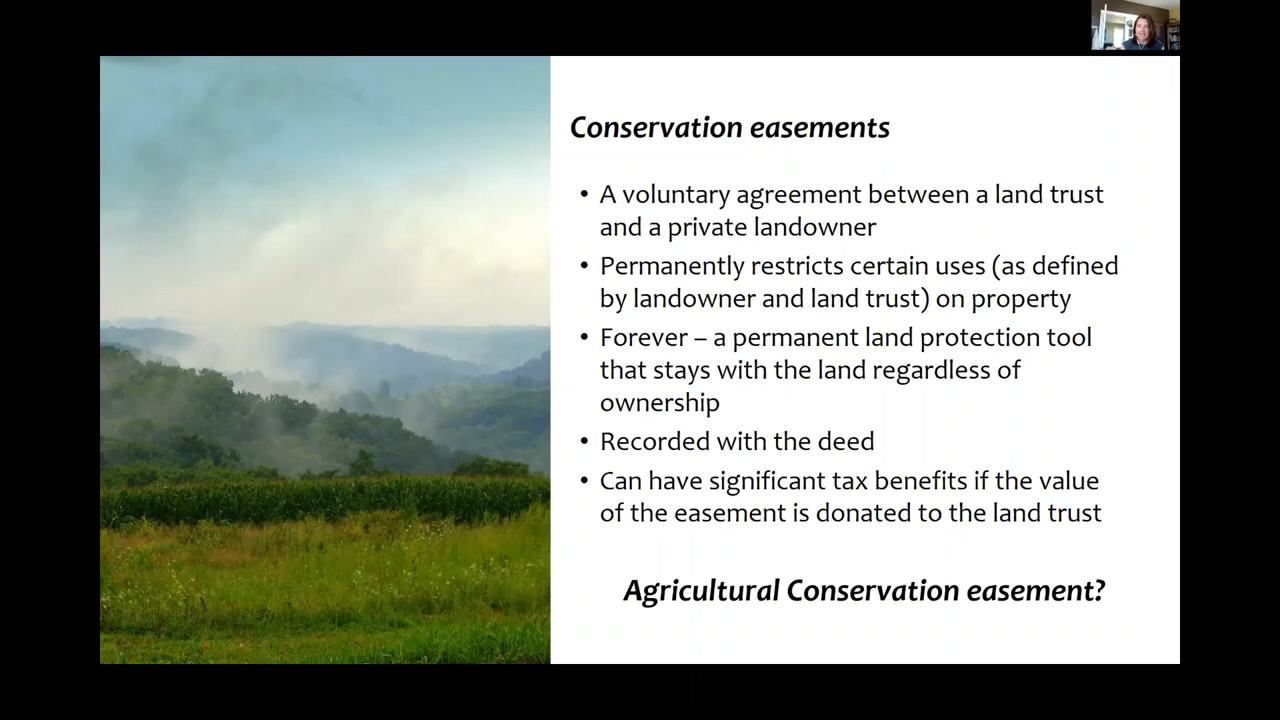 Conservation easements
• A voluntary agreement between a land trust
and a private landowner
• Permanently restricts certain uses (as defined
by landowner and land trust) on property
• Forever – a permanent land protection tool
that stays with the land regardless of
ownership
• Recorded with the deed
• Can have significant tax benefits if the value
of the easement is donated to the land trust
Agricultural Conservation easement?